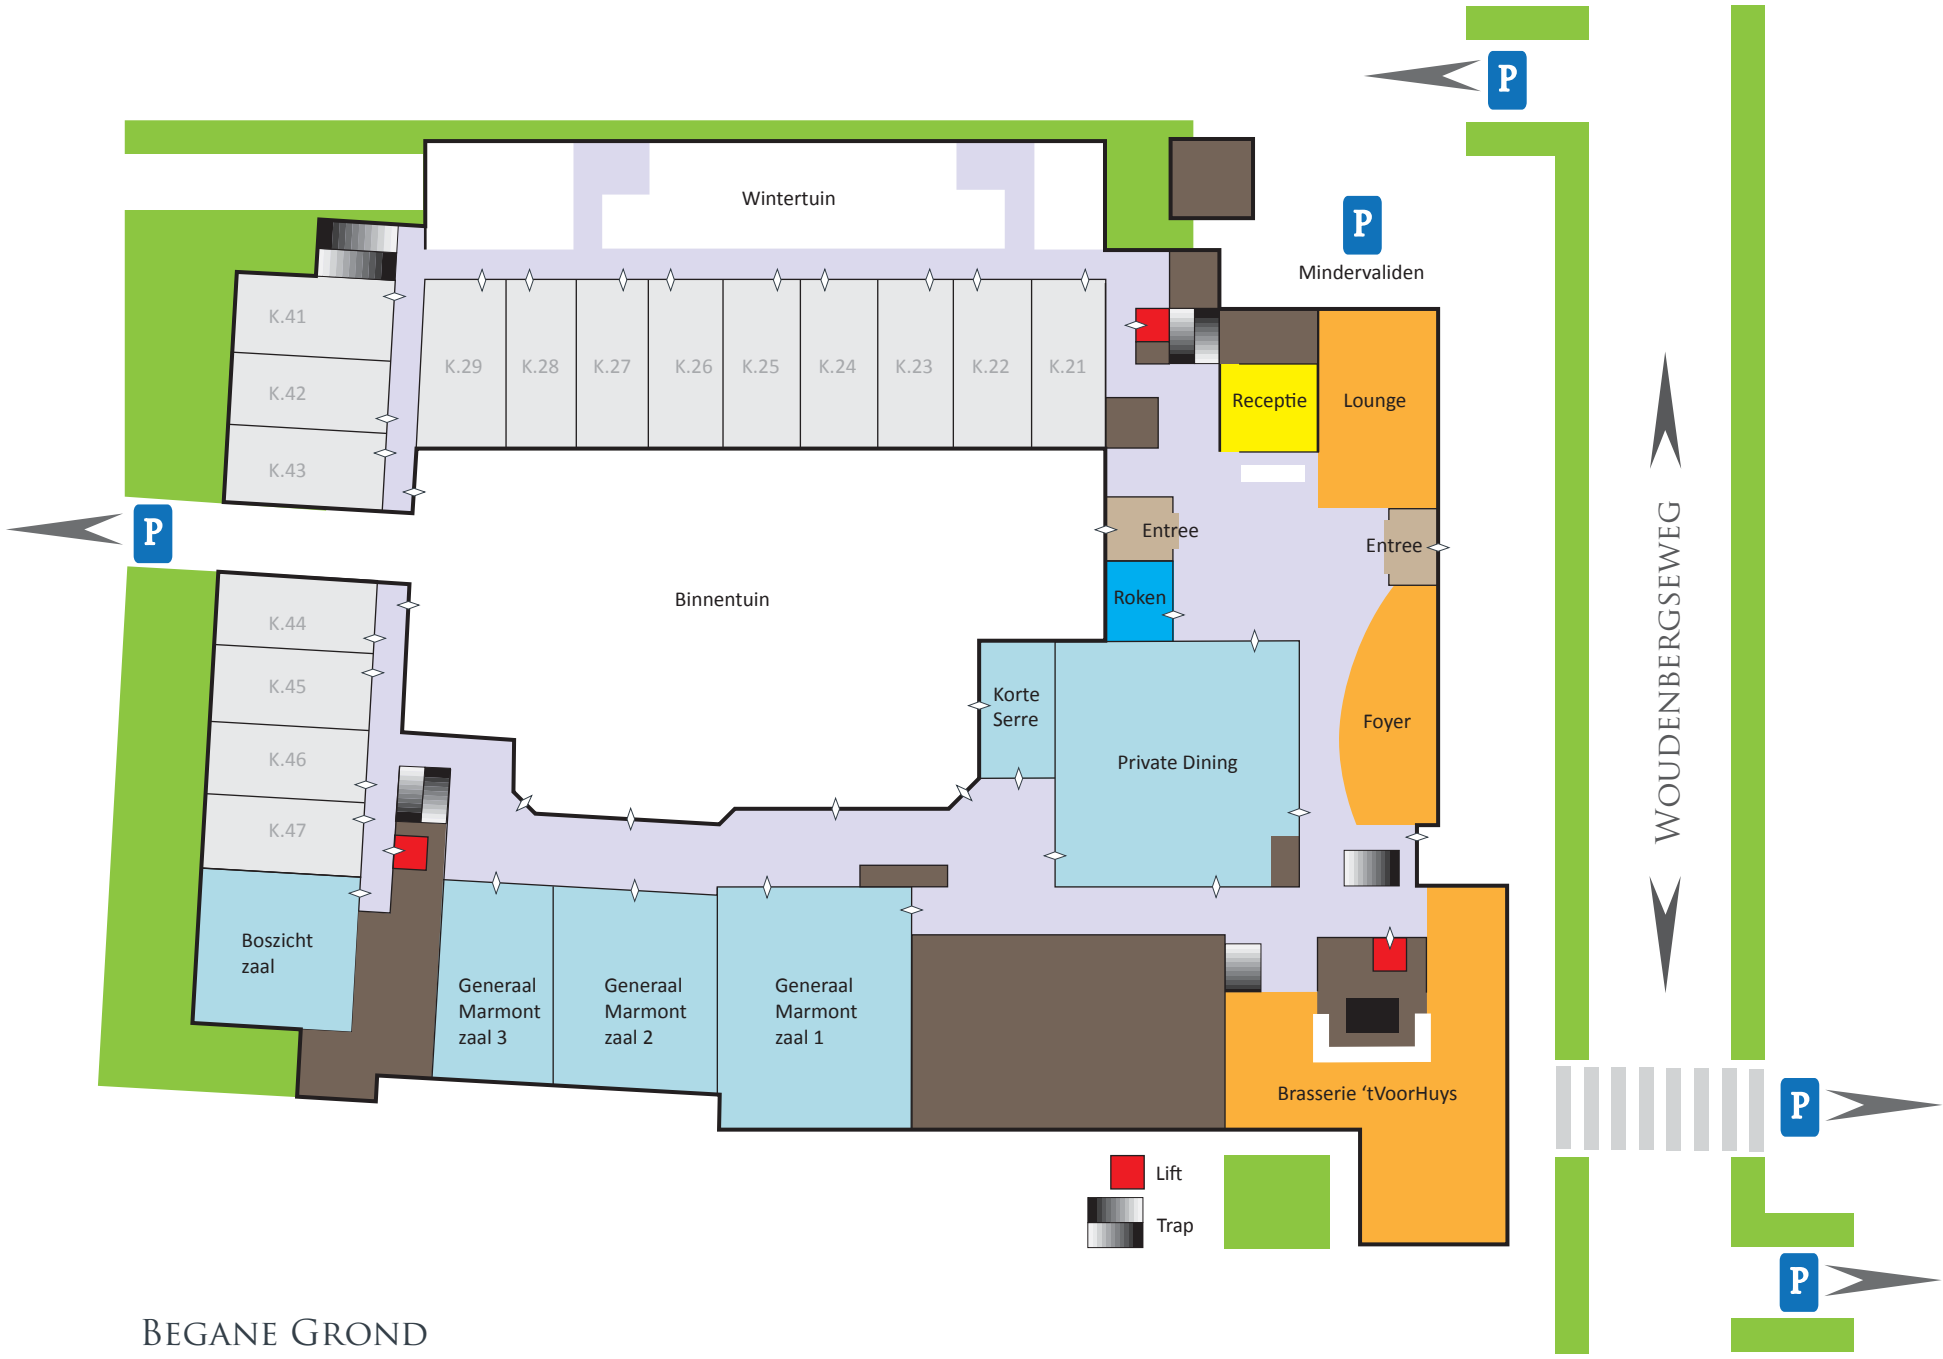 P
Wintertuin
P
Mindervaliden
K.41
K.42
K.43
K.29
K.28
K.27
K.26
K.25
K.24
K.23
K.22
K.21
Receptie
Lounge
P
Entree
Entree
Roken
Binnentuin
WOUDENBERGSEWEG
K.44
K.45
K.46
K.47
Korte
Serre
Private Dining
Foyer
Boszicht
zaal
Generaal
Marmont
zaal 3
Generaal
Marmont
zaal 2
Generaal
Marmont
zaal 1
Brasserie ‘tVoorHuys
P
Lift
Trap
P
BEGANE GROND